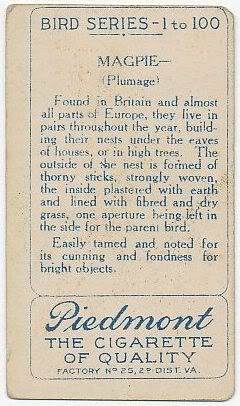 BIRD SERIES - 1 to 100
MAGPIE—
(Plumage)
Found in Britain and almost
all parts of Europe, they live in
pairs throughout the year, build-
ing their nests under the eaves
of houses, or in high trees. The
outside of the nest is formed of
thorny sticks, strongly woven,
the inside plastered with earth
and lined with fibred and dry
grass, one aperture being left in
the side for the parent bird.
Easily tamed and noted for
its cunning and fondness for
bright objects.
Piedmont
THE CIGARETTE
OF QUALITY
FACTORY Nº 25, 2º DIST. VA.